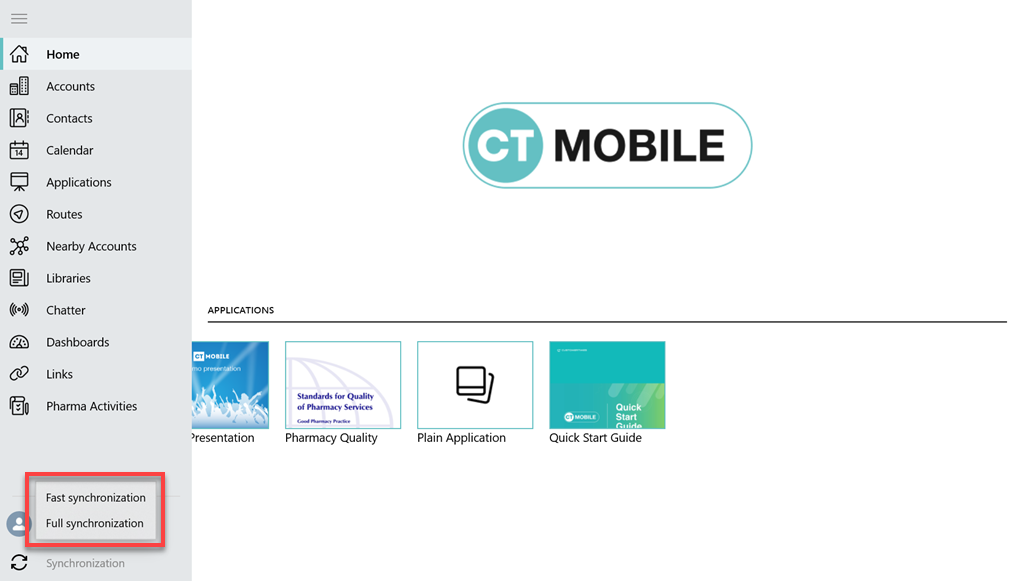 Home
Accounts
Contacts
14
Calendar
Applications
Routes
Nearby Accounts
Libraries
Chatter
Dashboards
Links
Pharma Activities
Fast synchronization
Full synchronization
Synchronization
CT MOBILE
APPLICATIONS
CT MOBILE
mo presentation
Presentation
Standards for Quality
of Pharmacy Services
Good Pharmacy Practice
Pharmacy Quality
Plain Application
CT MOBILE
Quick
Start
Guide
Quick Start Guide